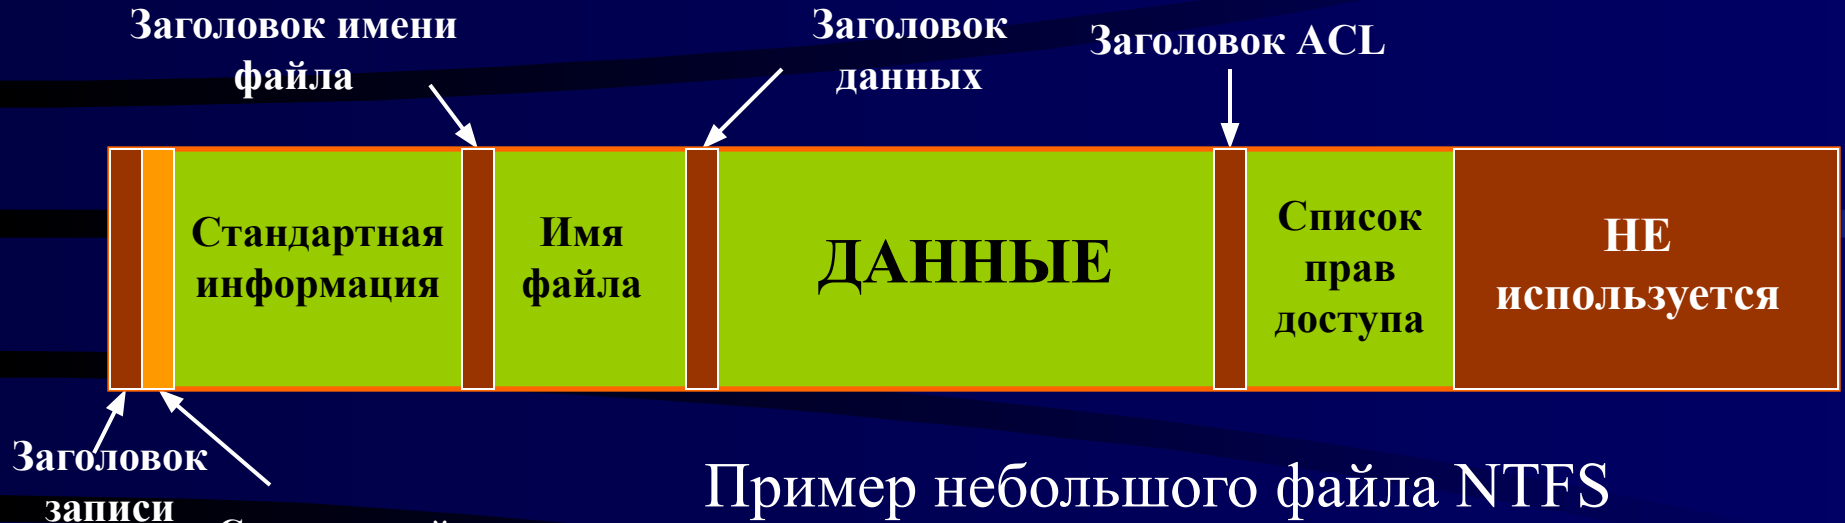 Заголовок имени
файла
Заголовок
данных
Заголовок ACL
Стандартная
информация
Имя
файла
ДАННЫЕ
Список
прав
доступа
НЕ
используется
Заголовок
записи
Пример небольшого файла NTFS